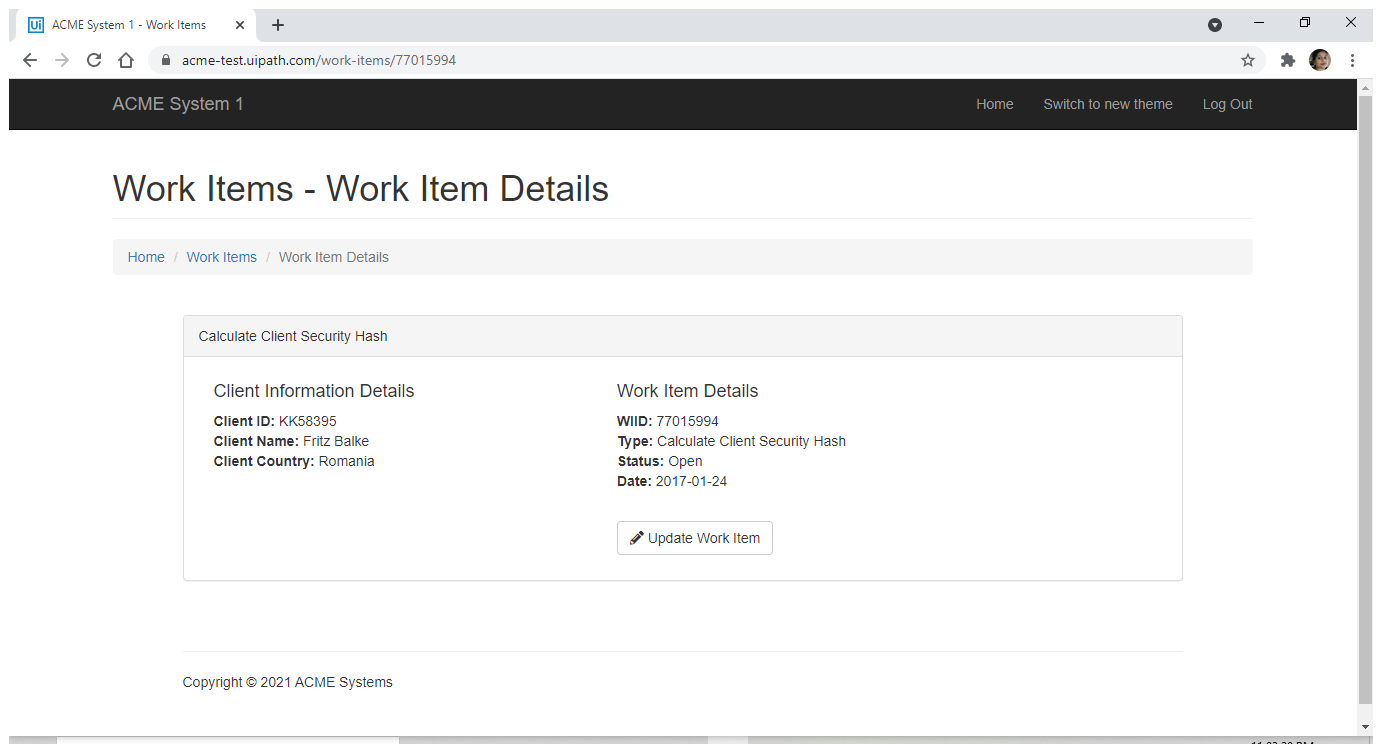 Ui ACME System 1 - Work Items
acme-test.uipath.com/work-items/77015994
ACME System 1 Home Switch to new theme Log Out
Work Items - Work Item Details
Home / Work Items / Work Item Details
Calculate Client Security Hash
Client Information Details
Client ID: KK58395
Client Name: Fritz Balke
Client Country: Romania
Work Item Details
WIID: 77015994
Type: Calculate Client Security Hash
Status: Open
Date: 2017-01-24
Update Work Item
Copyright © 2021 ACME Systems